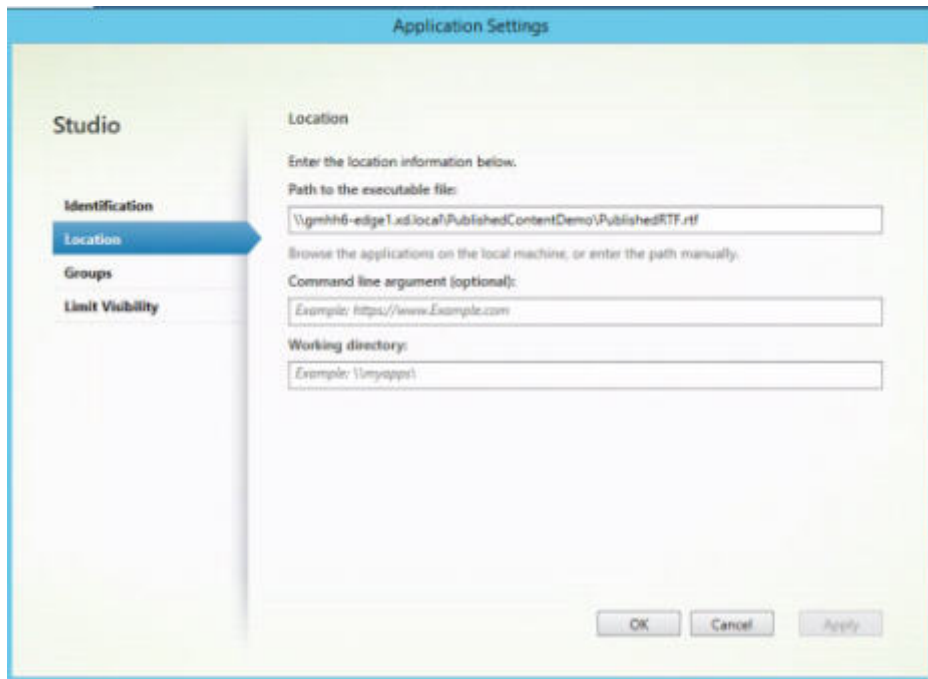 Application Settings
Studio
Identification
Location
Groups
Limit Visibility
Location
Enter the location information below.
Path to the executable file:
\\gmhh6-edge1.xd.local\PublishedContentDemo\PublishedRTF.rtf
Browse the applications on the local machine, or enter the path manually.
Command line argument (optional):
Example: https://www.Example.com
Working directory:
Example: \\myapps\
OK
Cancel
Apply